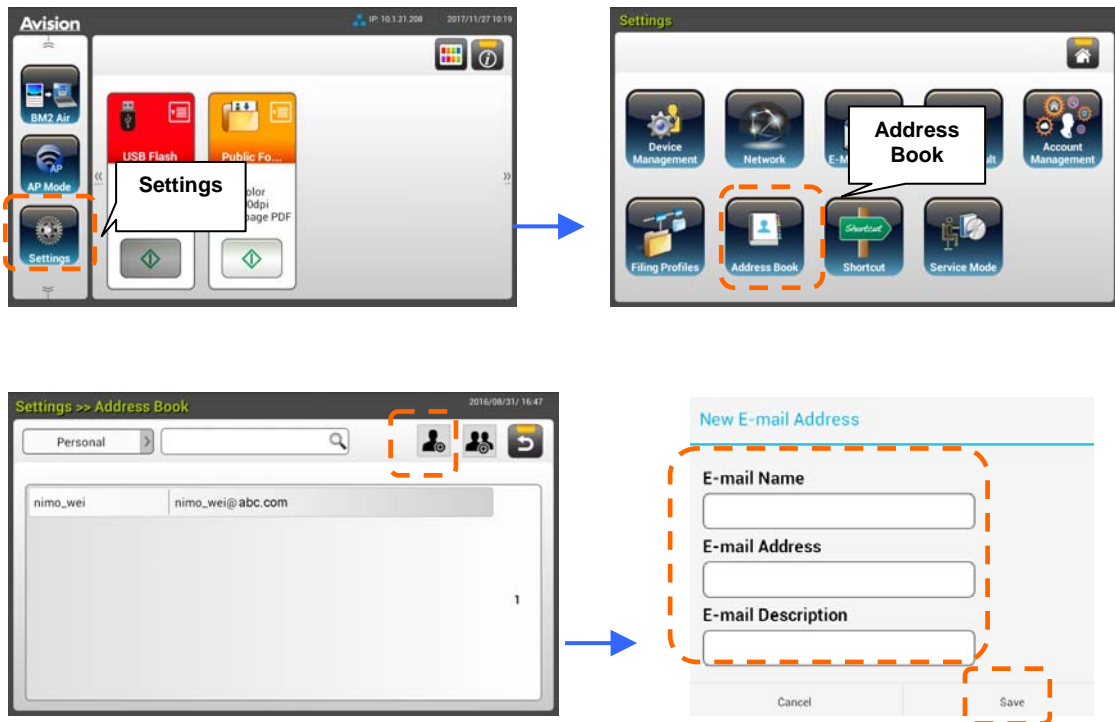 Avision
IP: 10.1.21.208 2017/11/27 10:19
BM2 Air
AP Mode
Settings
USB Flash
Public Fo...
Settings
olor
0dpi
page PDF
Settings
Device
Management
Network
E-M
ult
Account
Management
Address
Book
Filing Profiles
Address Book
Shortcut
Shortcut
Service Mode
Settings >> Address Book
2016/08/31/ 16:47
Personal
nimo_wei
nimo_wei@abc.com
1
New E-mail Address
E-mail Name
E-mail Address
E-mail Description
Cancel
Save